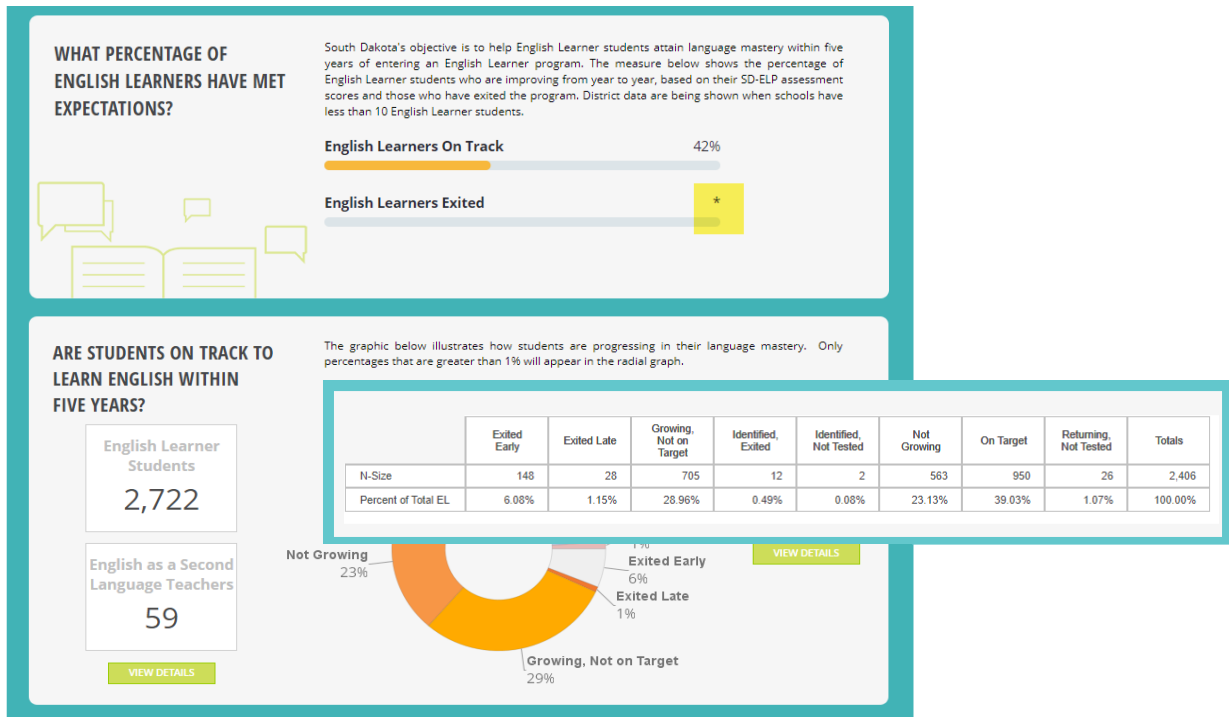 WHAT PERCENTAGE OF
ENGLISH LEARNERS HAVE MET
EXPECTATIONS?
South Dakota's objective is to help English Learner students attain language mastery within five
years of entering an English Learner program. The measure below shows the percentage of
English Learner students who are improving from year to year, based on their SD-ELP assessment
scores and those who have exited the program. District data are being shown when schools have
less than 10 English Learner students.
English Learners On Track 42%
English Learners Exited *
ARE STUDENTS ON TRACK TO
LEARN ENGLISH WITHIN
FIVE YEARS?
The graphic below illustrates how students are progressing in their language mastery. Only
percentages that are greater than 1% will appear in the radial graph.
English Learner
Students
2,722
English as a Second
Language Teachers
59
VIEW DETAILS
Exited Early Exited Late Growing, Not on Target Identified, Exited Identified, Not Tested Not Growing On Target Returning, Not Tested Totals
N-Size 148 28 705 12 2 563 950 26 2,406
Percent of Total EL 6.08% 1.15% 28.96% 0.49% 0.08% 23.13% 39.03% 1.07% 100.00%
Not Growing
23%
1%
Exited Early
6%
Exited Late
1%
Growing, Not on Target
29%
VIEW DETAILS